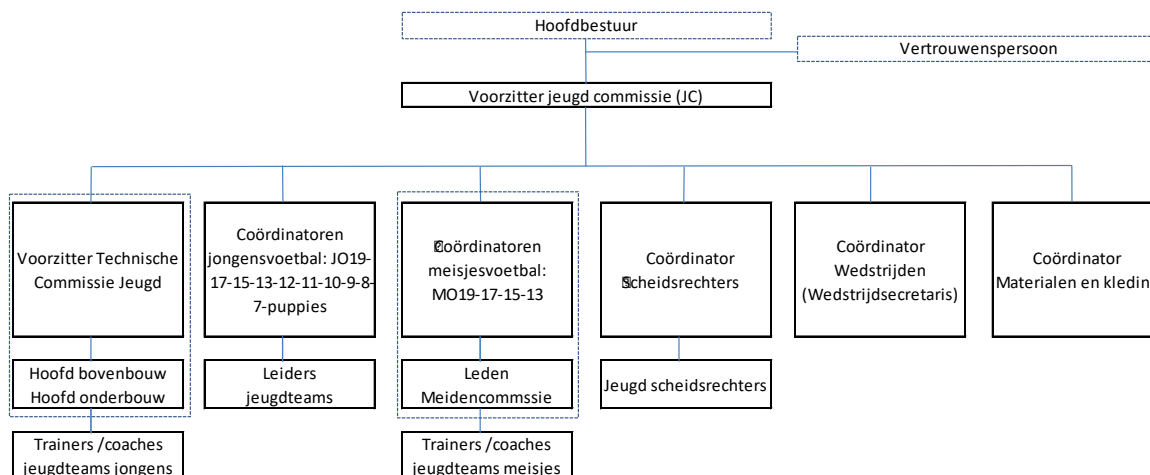 Hoofdbestuur
Vertrouwenspersoon
Voorzitter jeugd commissie (JC)
Voorzitter Technische
Commissie Jeugd
Coördinatoren
jongensvoetbal: JO19-
17-15-13-12-11-10-9-8-
7-puppies
Coördinatoren
meisjesvoetbal:
MO19-17-15-13
Coördinator
Scheidsrechters
Coördinator
Wedstrijden
(Wedstrijdsecretaris)
Coördinator
Materialen en kleding
Hoofd bovenbouw
Hoofd onderbouw
Leiders
jeugdteams
Leden
Meidencommssie
Jeugd scheidsrechters
Trainers /coaches
jeugdteams jongens
Trainers /coaches
jeugdteams meisjes